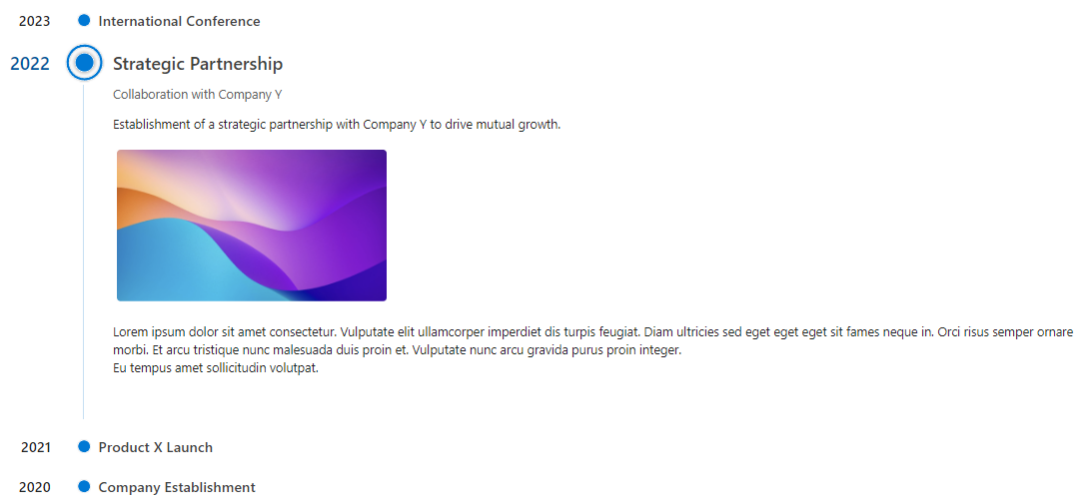 2023 International Conference
2022 Strategic Partnership
Collaboration with Company Y
Establishment of a strategic partnership with Company Y to drive mutual growth.
Lorem ipsum dolor sit amet consectetur. Vulputate elit ullamcorper imperdiet dis turpis feugiat. Diam ultricies sed eget eget eget sit fames neque in. Orci risus semper ornare
morbi. Et arcu tristique nunc malesuada duis proin et. Vulputate nunc arcu gravida purus proin integer.
Eu tempus amet sollicitudin volutpat.
2021 Product X Launch
2020 Company Establishment